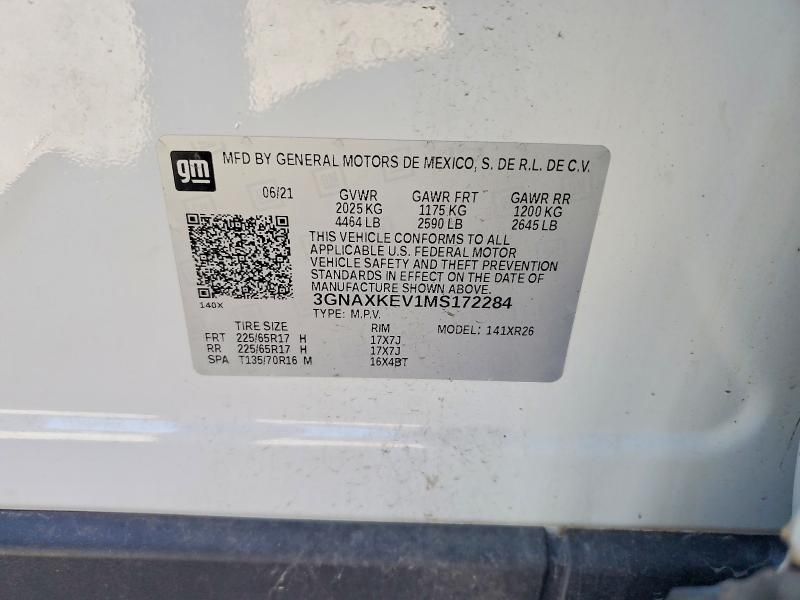 gm MFD BY GENERAL MOTORS DE MEXICO, S. DE R.L. DE C.V.
06/21 GVWR GAWR FRT GAWR RR
2025 KG 1175 KG 1200 KG
4464 LB 2590 LB 2645 LB
THIS VEHICLE CONFORMS TO ALL
APPLICABLE U.S. FEDERAL MOTOR
VEHICLE SAFETY AND THEFT PREVENTION
STANDARDS IN EFFECT ON THE DATE OF
MANUFACTURE SHOWN ABOVE.
140X 3GNAXKEV1MS172284
TYPE: M.P.V.
TIRE SIZE RIM MODEL: 141XR26
FRT 225/65R17 H 17X7J
RR 225/65R17 H 17X7J
SPA T135/70R16 M 16X4BT